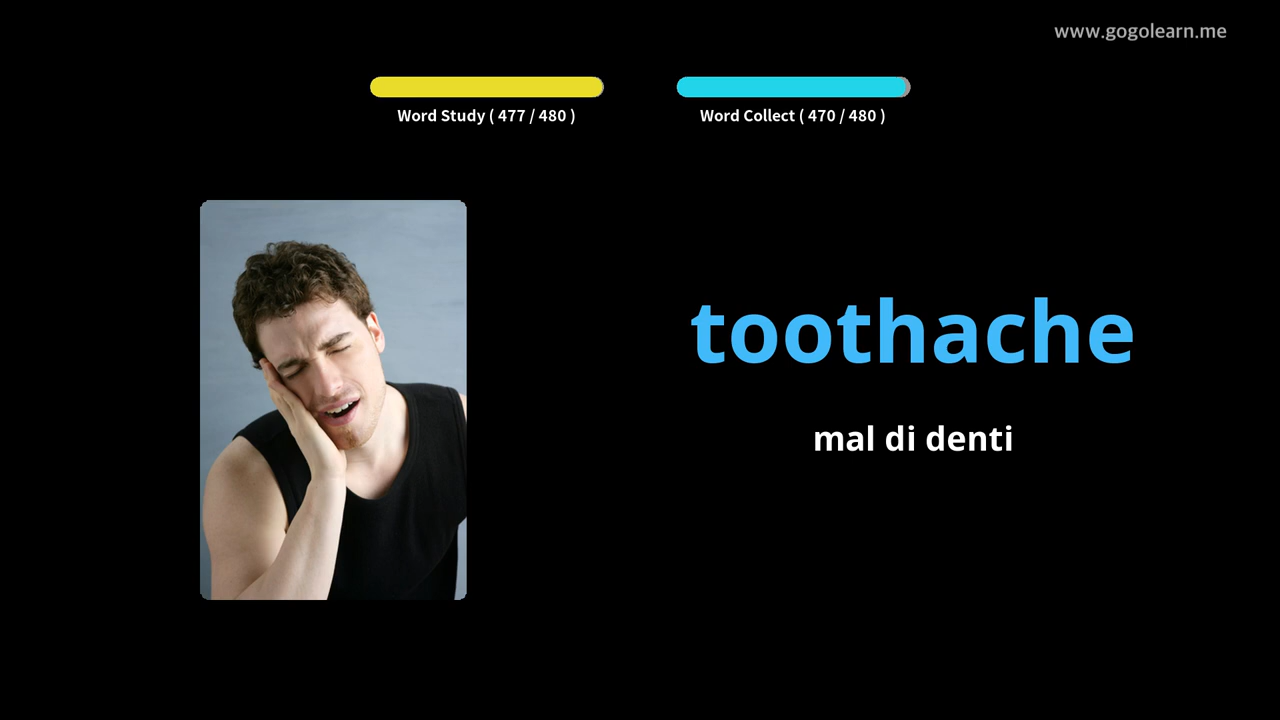 www.gogolearn.me
Word Study ( 477 / 480 )
Word Collect ( 470 / 480 )
toothache
mal di denti